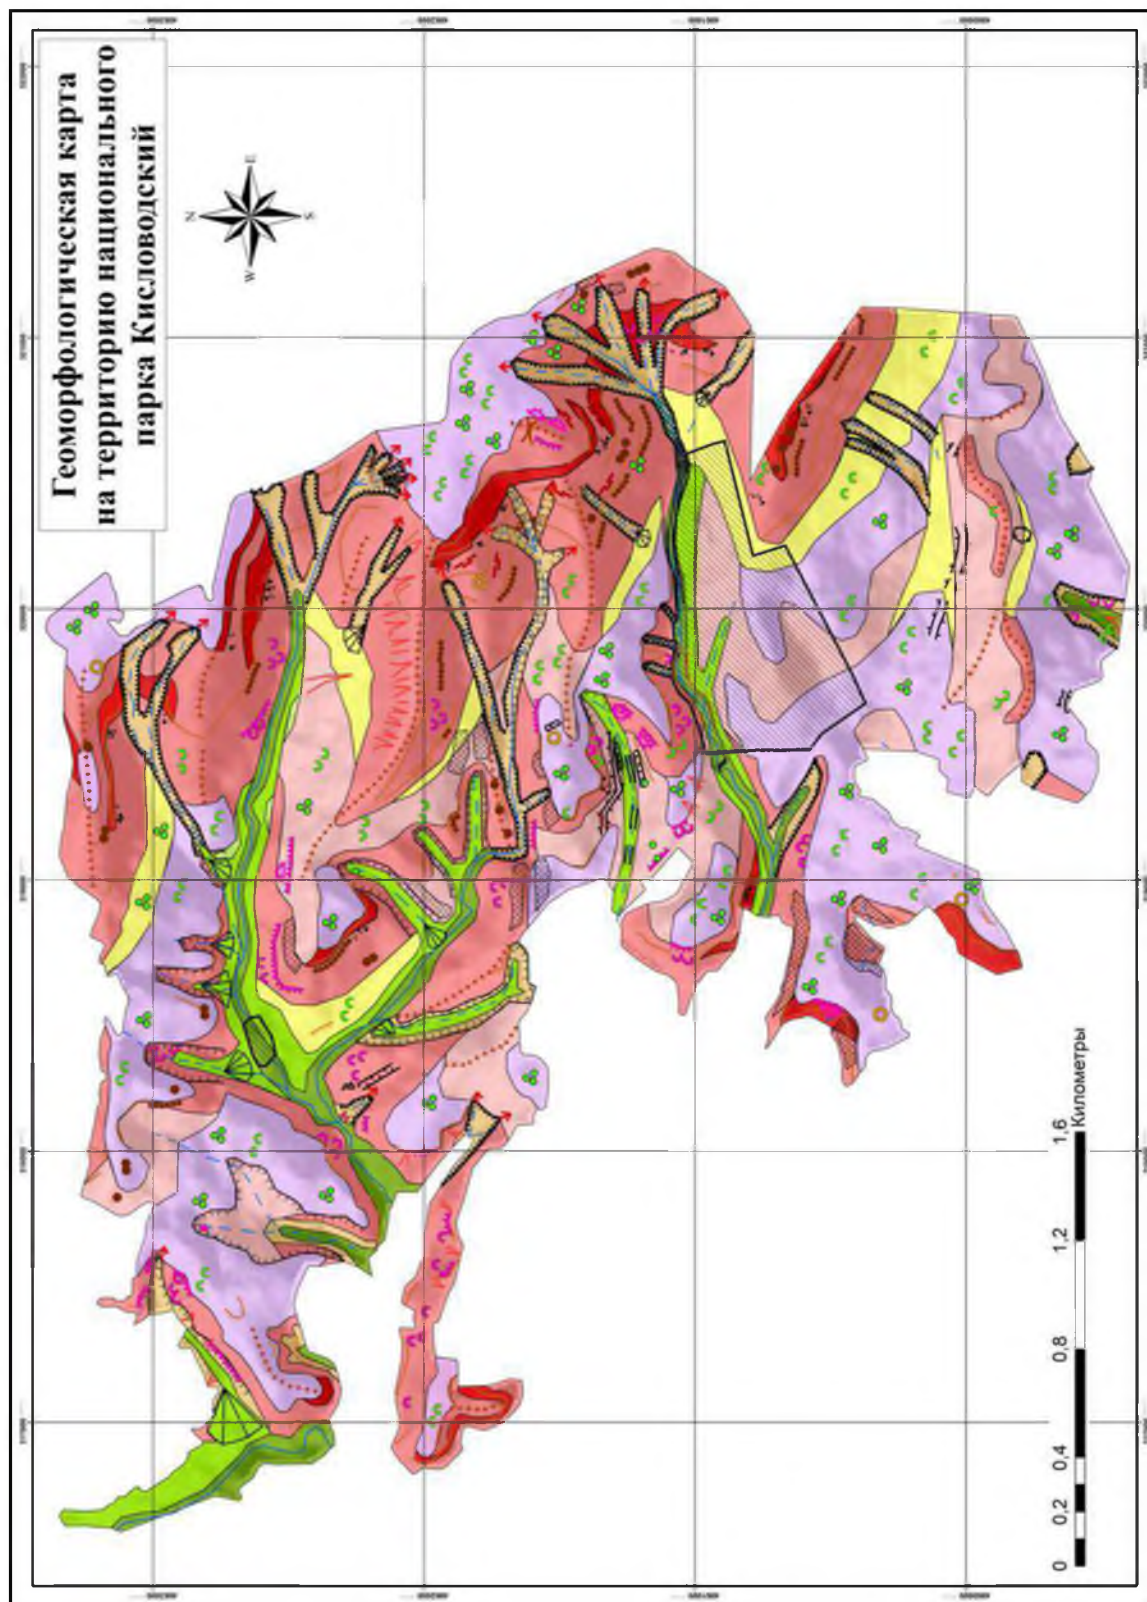 Геоморфологическая карта
на территорию национального
парка Кисловодский
N
W
E
S
0 0,2 0,4 0,8 1,2 1,6
Километры